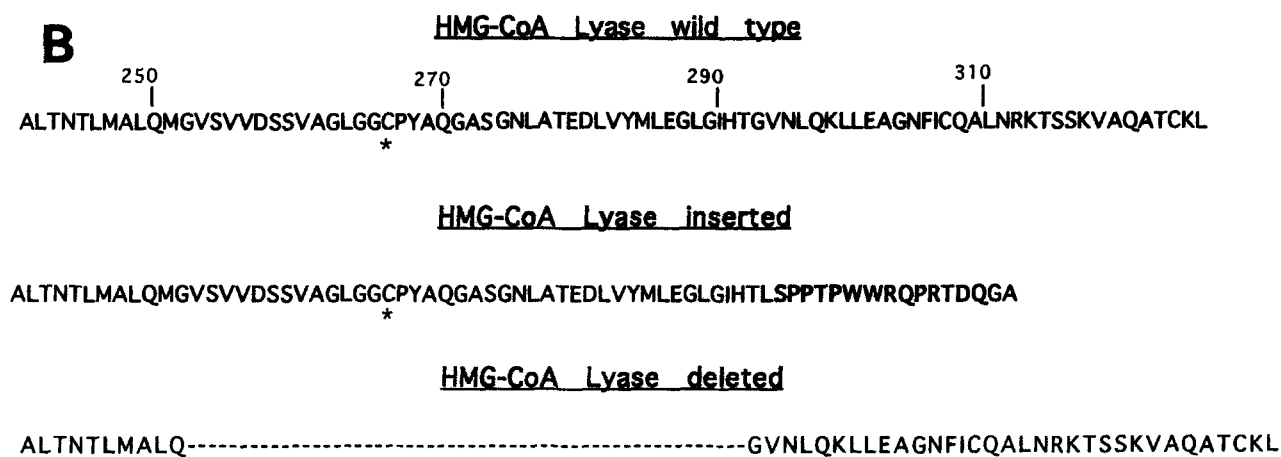 B
HMG-CoA Lyase wild type
250 270 290 310
ALTNTLMALQMGVSVVDSSVAGLGGCPYAQGASGNLATEDLVYMLEGLGIHTGVNLQKLLEAGNFICQALNRKTSSKVAQATCKL
*
HMG-CoA Lyase inserted
ALTNTLMALQMGVSVVDSSVAGLGGCPYAQGASGNLATEDLVYMLEGLGIHTLSPPTPWWRQPRTDQGA
*
HMG-CoA Lyase deleted
ALTNTLMALQ---------------------------------------------------GVNLQKLLEAGNFICQALNRKTSSKVAQATCKL